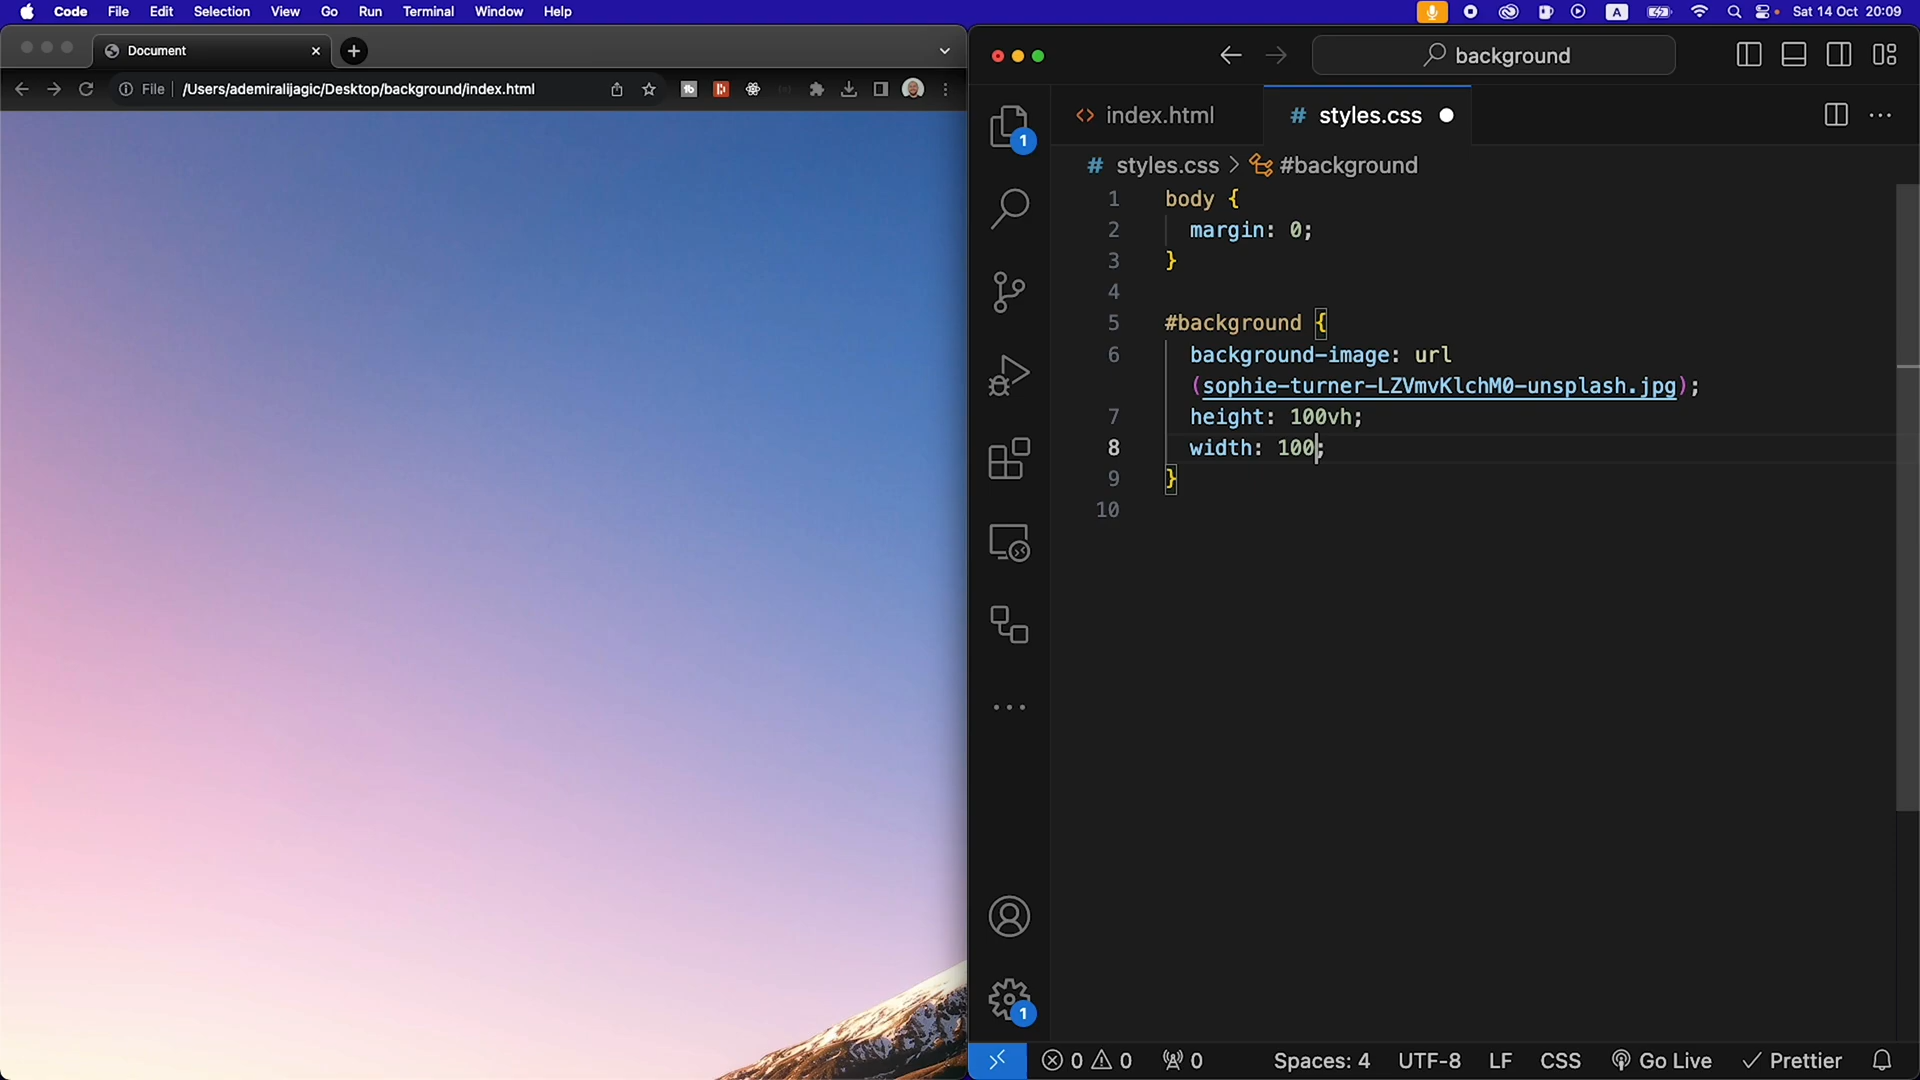 Code File Edit Selection View Go Run Terminal Window Help A Sat 14 Oct 20:09
Document
File /Users/ademiralijagic/Desktop/background/index.html
background
1
index.html
# styles.css
# styles.css > #background
1 body {
2 margin: 0;
3 }
4
5 #background {
6 background-image: url
(sophie-turner-LZVmvKlchM0-unsplash.jpg);
7 height: 100vh;
8 width: 100;
9 }
10
1
0 0 0 Spaces: 4 UTF-8 LF CSS Go Live Prettier